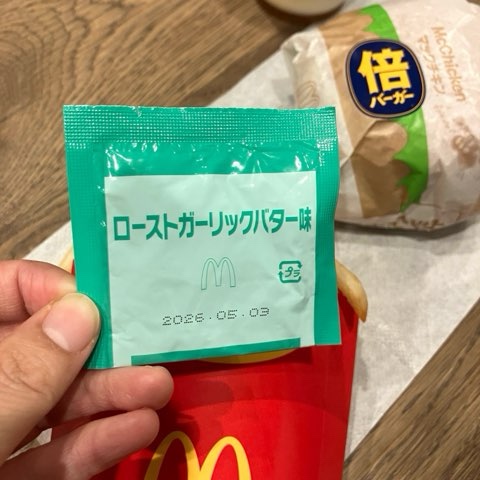 McChicken
マックチキン
倍
バーガー
ローストガーリックバター味
プラ
2026.05.09